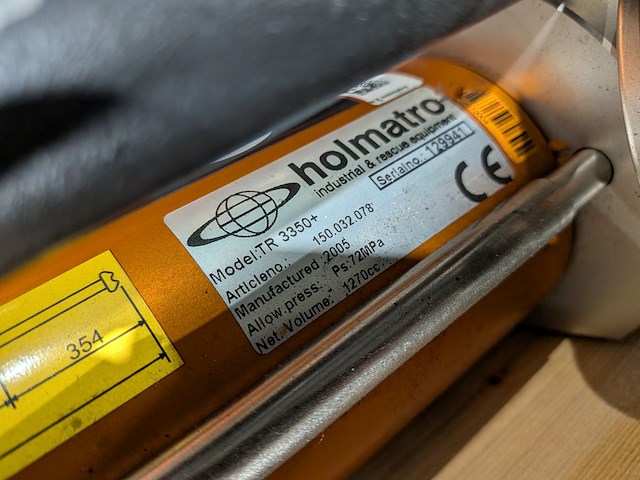 holmatro
industrial & rescue equipment
Serialno.: 129941
CE
Model:TR 3350+
Articleno.: 150.032.078
Manufactured :2005
Allow.press: Ps:72MPa
Net. Volume: 1270cc.
354